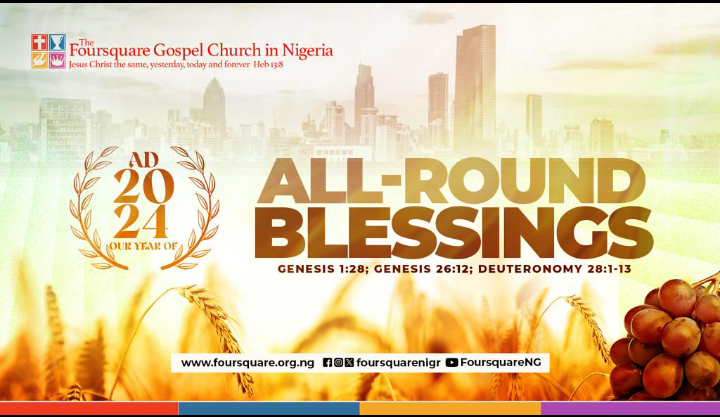 The
Foursquare Gospel Church in Nigeria
Jesus Christ the same, yesterday, today and forever Heb 13:8
AD
20
24
OUR YEAR OF
ALL-ROUND
BLESSINGS
GENESIS 1:28; GENESIS 26:12; DEUTERONOMY 28:1-13
www.foursquare.org.ng foursquarenigr FoursquareNG